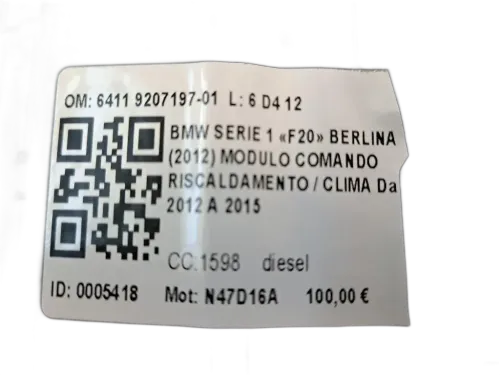 OM: 6411 9207197-01 L: 6 D4 12
BMW SERIE 1 «F20» BERLINA
(2012) MODULO COMANDO
RISCALDAMENTO / CLIMA Da
2012 A 2015
CC:1598 diesel
ID: 0005418 Mot: N47D16A 100,00 €